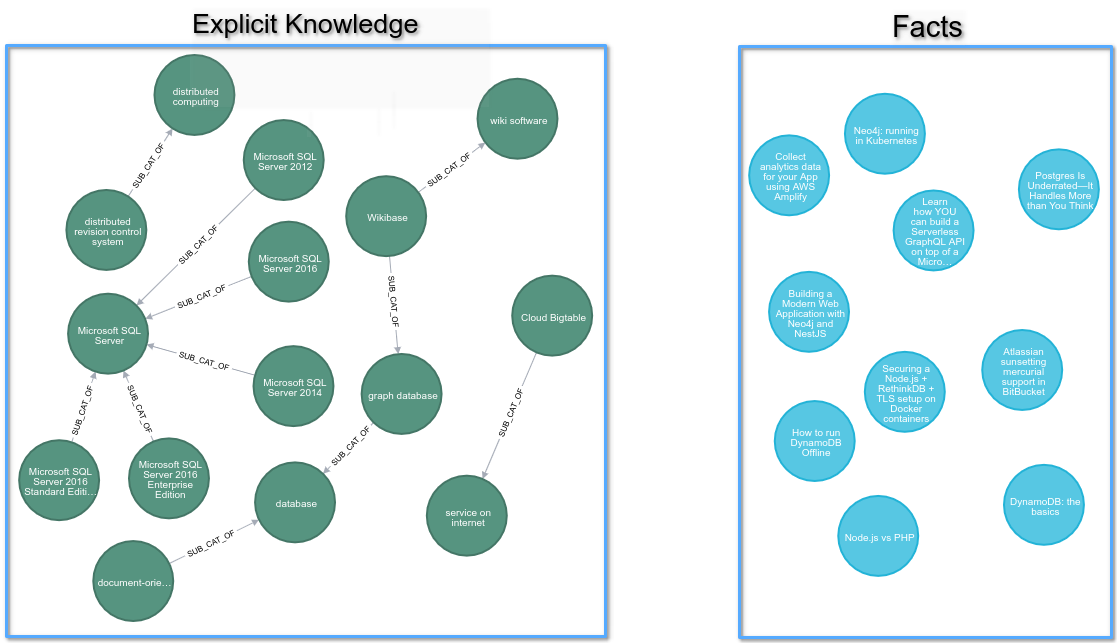 Explicit Knowledge
Facts
distributed
computing
SUB_CAT_OF
distributed
revision control
system
Microsoft SQL
Server 2012
SUB_CAT_OF
Microsoft SQL
Server 2016
SUB_CAT_OF
Microsoft SQL
Server
SUB_CAT_OF
Microsoft SQL
Server 2014
SUB_CAT_OF
SUB_CAT_OF
Microsoft SQL
Server 2016
Standard Editi...
Microsoft SQL
Server 2016
Enterprise
Edition
wiki software
SUB_CAT_OF
Wikibase
SUB_CAT_OF
graph database
SUB_CAT_OF
database
SUB_CAT_OF
document-orie...
Cloud Bigtable
SUB_CAT_OF
service on
internet
Neo4j: running
in Kubernetes
Collect
analytics data
for your App
using AWS
Amplify
Postgres Is
Underrated—It
Handles More
than You Think
Learn
how YOU
can build a
Serverless
GraphQL API
on top of a
Micro...
Building a
Modern Web
Application with
Neo4j and
NestJS
Securing a
Node.js +
RethinkDB +
TLS setup on
Docker
containers
Atlassian
sunsetting
mercurial
support in
BitBucket
How to run
DynamoDB
Offline
DynamoDB: the
basics
Node.js vs PHP